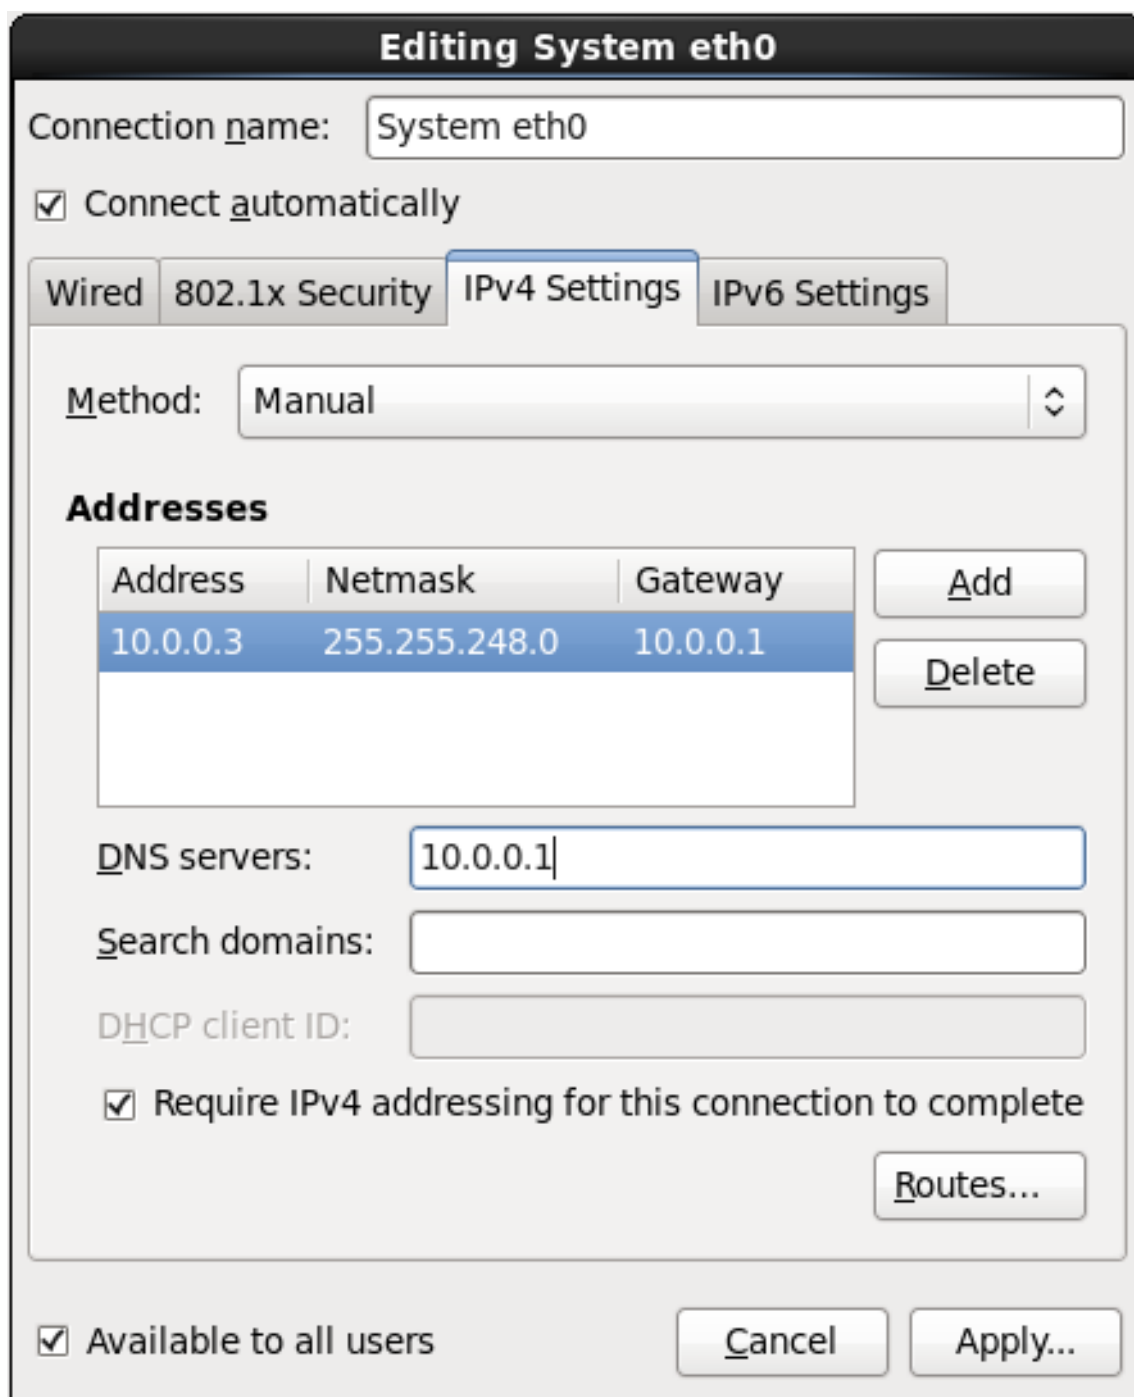 Editing System eth0
Connection name: System eth0
Connect automatically
Wired 802.1x Security IPv4 Settings IPv6 Settings
Method: Manual
Addresses
Address Netmask Gateway Add
10.0.0.3 255.255.248.0 10.0.0.1
Delete
DNS servers: 10.0.0.1
Search domains:
DHCP client ID:
Require IPv4 addressing for this connection to complete
Routes...
Available to all users Cancel Apply...